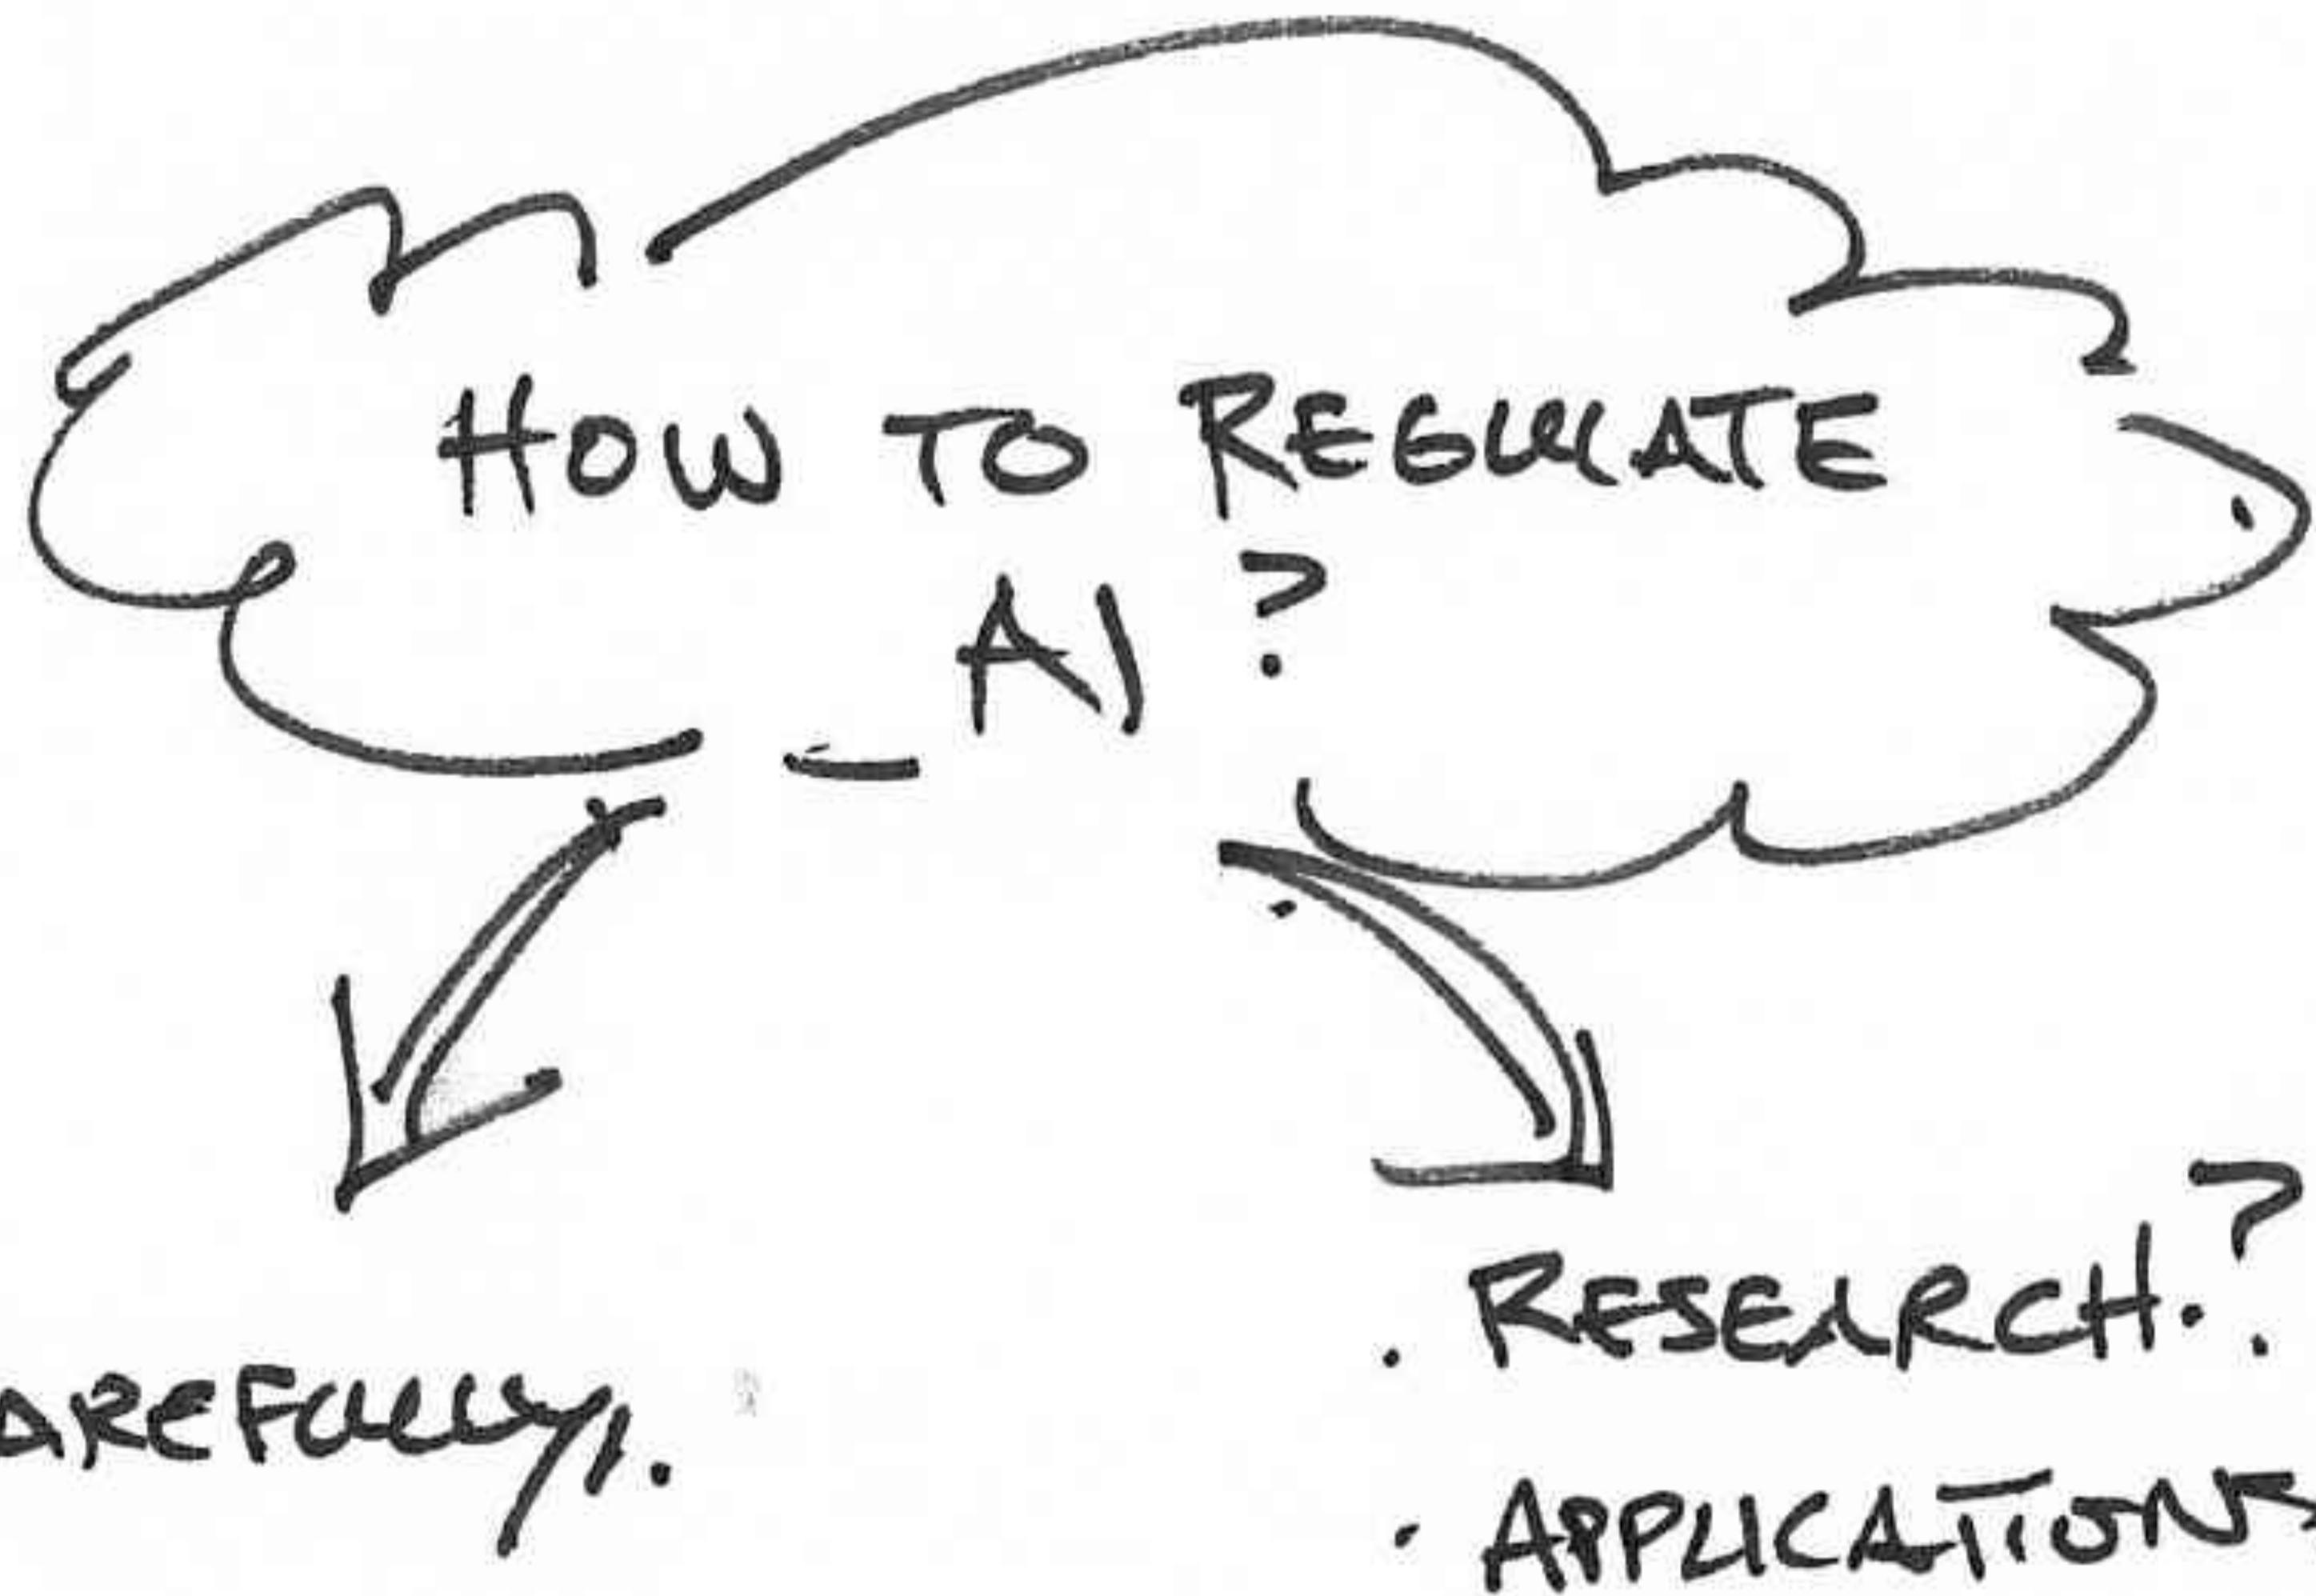 HOW TO REGULATE
AI?
AREFULLY.
· RESEARCH?
· APPLICATIONS